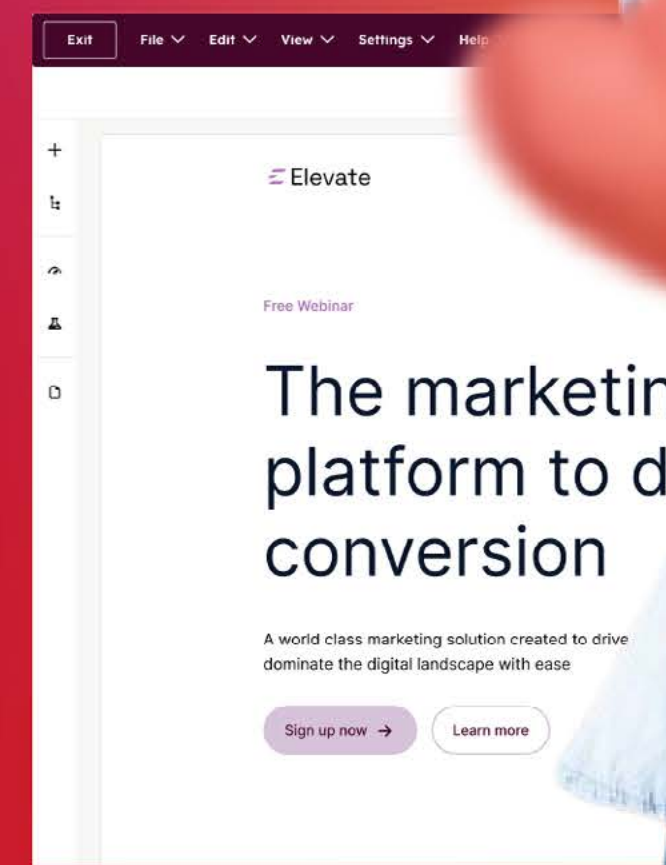 Exit File Edit View Settings Help
Elevate
Free Webinar
The marketin
platform to d
conversion
A world class marketing solution created to drive
dominate the digital landscape with ease
Sign up now → Learn more